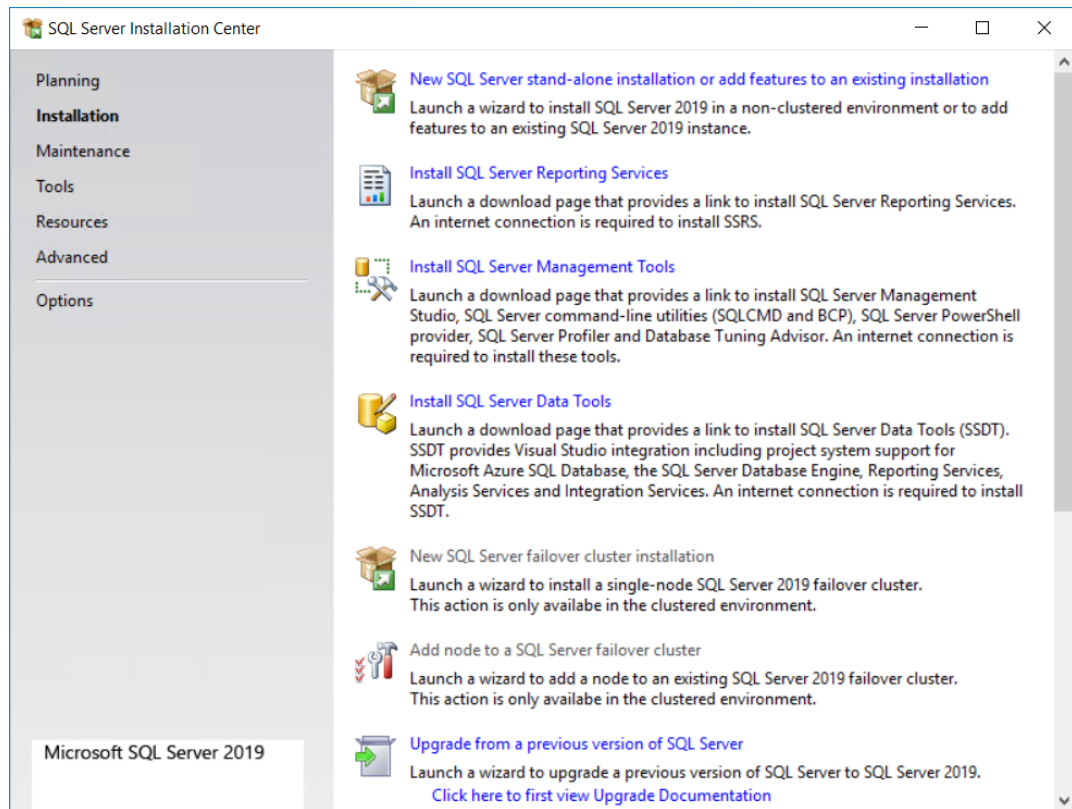 SQL Server Installation Center
Planning
Installation
Maintenance
Tools
Resources
Advanced
Options
Microsoft SQL Server 2019
New SQL Server stand-alone installation or add features to an existing installation
Launch a wizard to install SQL Server 2019 in a non-clustered environment or to add
features to an existing SQL Server 2019 instance.
Install SQL Server Reporting Services
Launch a download page that provides a link to install SQL Server Reporting Services.
An internet connection is required to install SSRS.
Install SQL Server Management Tools
Launch a download page that provides a link to install SQL Server Management
Studio, SQL Server command-line utilities (SQLCMD and BCP), SQL Server PowerShell
provider, SQL Server Profiler and Database Tuning Advisor. An internet connection is
required to install these tools.
Install SQL Server Data Tools
Launch a download page that provides a link to install SQL Server Data Tools (SSDT).
SSDT provides Visual Studio integration including project system support for
Microsoft Azure SQL Database, the SQL Server Database Engine, Reporting Services,
Analysis Services and Integration Services. An internet connection is required to install
SSDT.
New SQL Server failover cluster installation
Launch a wizard to install a single-node SQL Server 2019 failover cluster.
This action is only availabe in the clustered environment.
Add node to a SQL Server failover cluster
Launch a wizard to add a node to an existing SQL Server 2019 failover cluster.
This action is only availabe in the clustered environment.
Upgrade from a previous version of SQL Server
Launch a wizard to upgrade a previous version of SQL Server to SQL Server 2019.
Click here to first view Upgrade Documentation